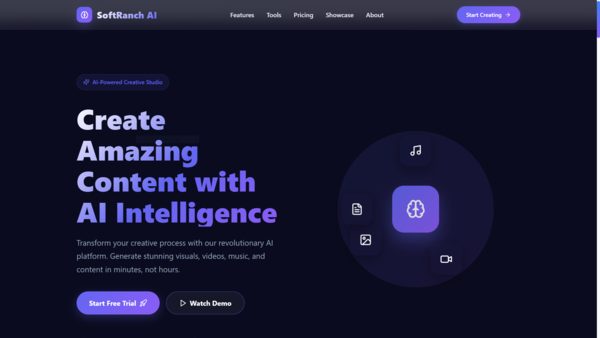 SoftRanch AI
Features
Tools
Pricing
Showcase
About
Start Creating
AI-Powered Creative Studio
Create
Amazing
Content with
AI Intelligence
Transform your creative process with our revolutionary AI
platform. Generate stunning visuals, videos, music, and
content in minutes, not hours.
Start Free Trial
Watch Demo